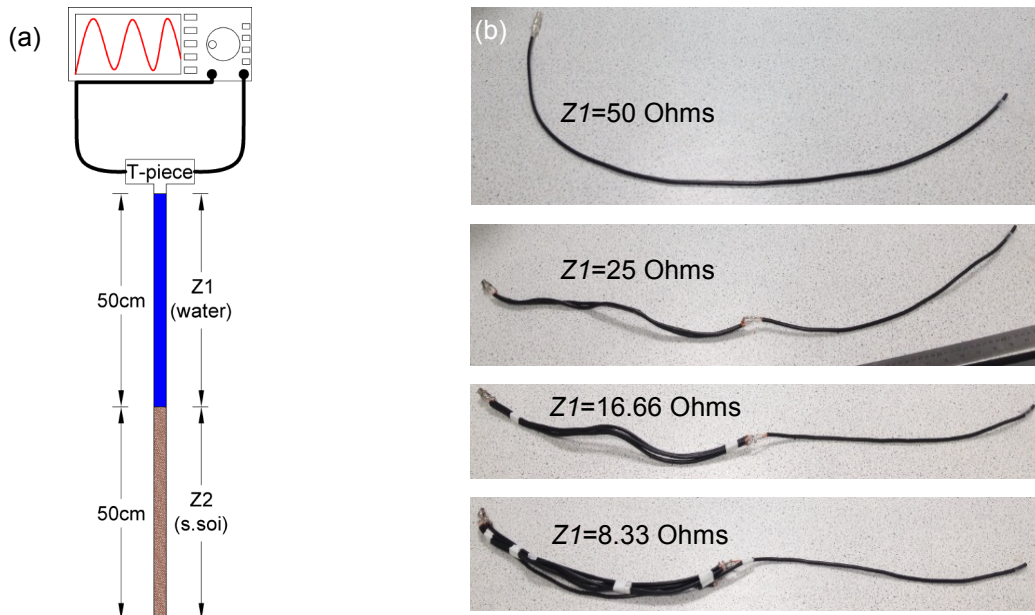 (a)
T-piece
50cm
Z1
(water)
50cm
Z2
(s.soi)
(b)
Z1=50 Ohms
Z1=25 Ohms
Z1=16.66 Ohms
Z1=8.33 Ohms